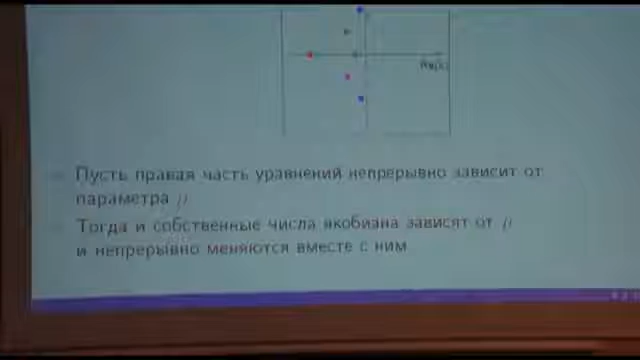 Пусть правая часть уравнений непрерывно зависит от
параметра μ
Тогда и собственные числа якобиана зависят от μ
и непрерывно меняются вместе с ним